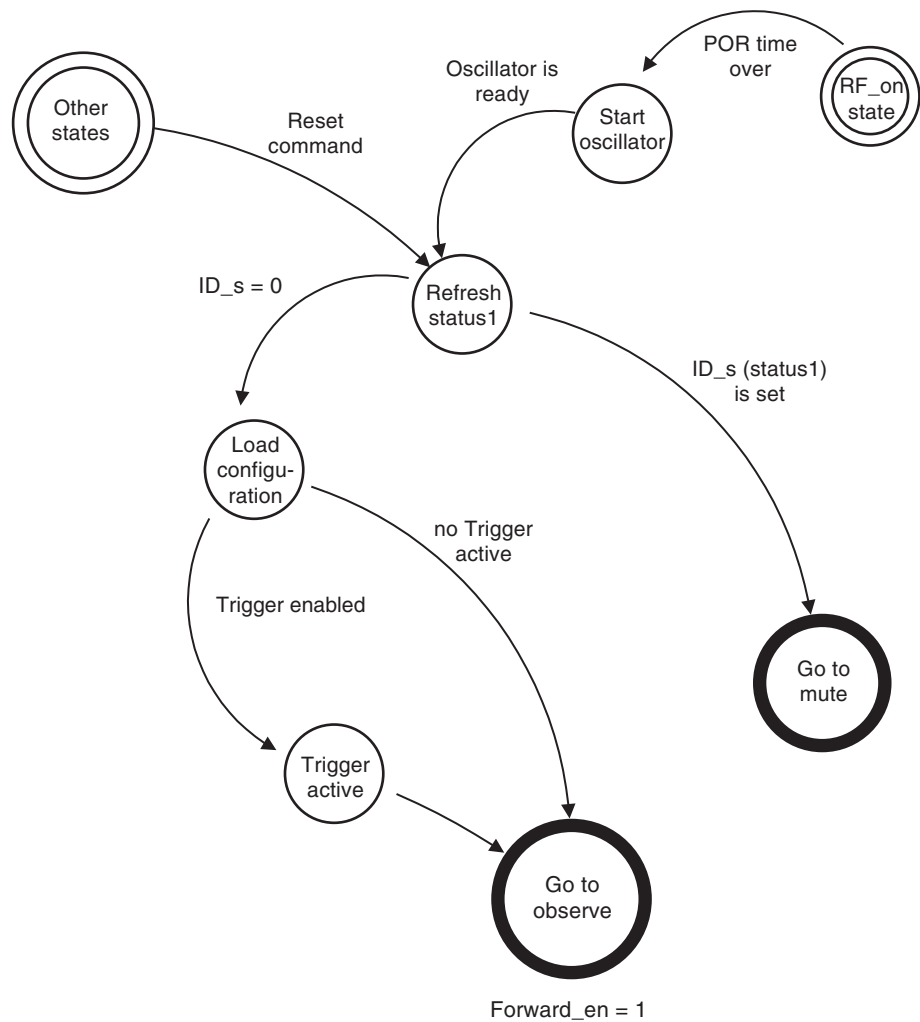 POR time
over
RF_on
state
Oscillator is
ready
Start
oscillator
Other
states
Reset
command
ID_s = 0
Refresh
status1
ID_s (status1)
is set
Load
configu-
ration
no Trigger
active
Trigger enabled
Go to
mute
Trigger
active
Go to
observe
Forward_en = 1